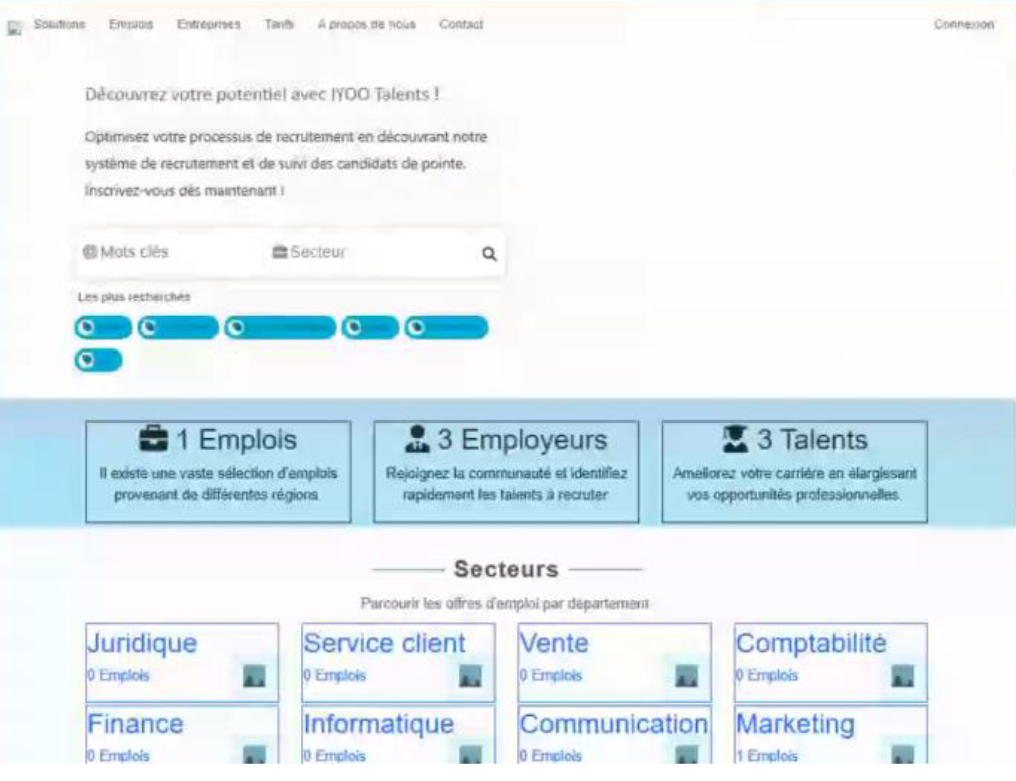 Solutions Emplois Entreprises Tarifs A propos de nous Contact Connexion
Découvrez votre potentiel avec IYOO Talents !
Optimisez votre processus de recrutement en découvrant notre
système de recrutement et de suivi des candidats de pointe.
Inscrivez-vous dès maintenant !
Mots clés Secteur
Les plus recherchés
1 Emplois 3 Employeurs 3 Talents
Il existe une vaste sélection d'emplois Rejoignez la communauté et identifiez Ameliorez votre carrière en élargissant
provenant de différentes régions rapidement les talents à recruter vos opportunités professionnelles.
Secteurs
Parcourir les offres d'emploi par département
Juridique Service client Vente Comptabilité
0 Emplois 0 Emplois 0 Emplois 0 Emplois
Finance Informatique Communication Marketing
0 Emplois 0 Emplois 0 Emplois 1 Emplois